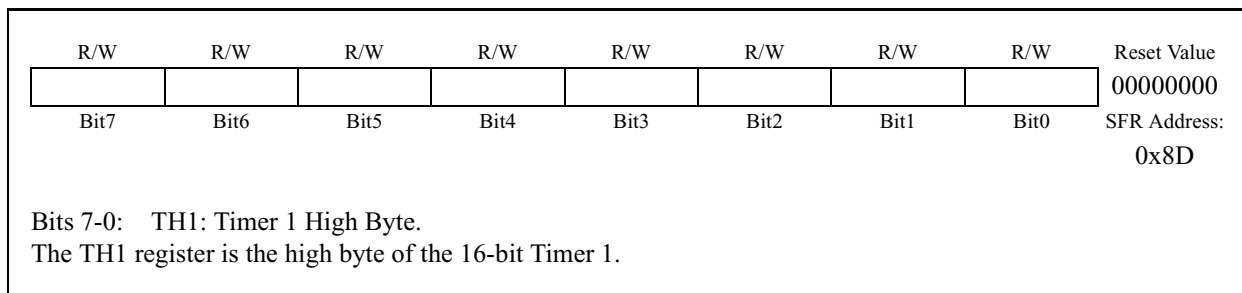 R/W R/W R/W R/W R/W R/W R/W R/W Reset Value
00000000
Bit7 Bit6 Bit5 Bit4 Bit3 Bit2 Bit1 Bit0 SFR Address:
0x8D
Bits 7-0: TH1: Timer 1 High Byte.
The TH1 register is the high byte of the 16-bit Timer 1.